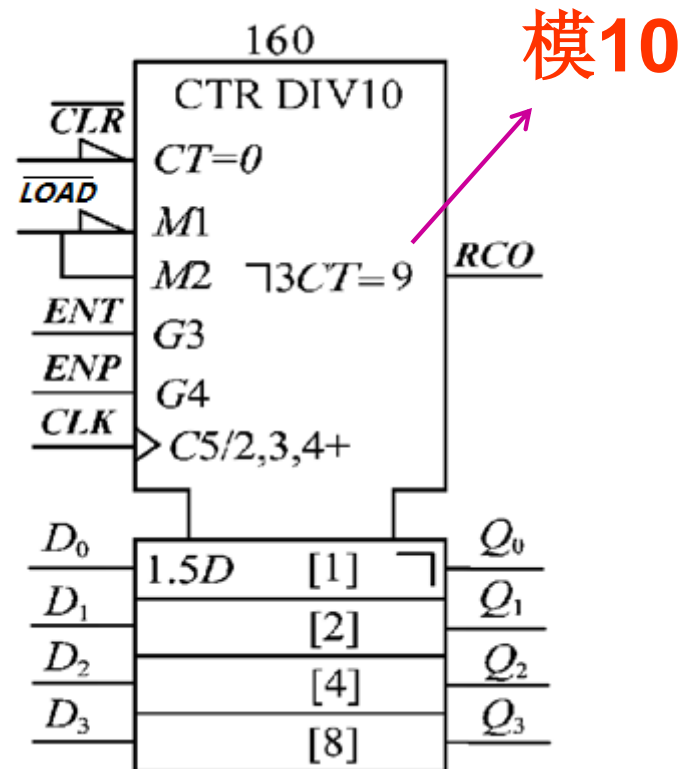 160
模10
CTR DIV10
CLR
CT=0
LOAD
M1
M2 ㄱ3CT=9
RCO
ENT
G3
ENP
G4
CLK
C5/2,3,4+
D₀ 1.5D [1] ㄱ Q₀
D₁ [2] Q₁
D₂ [4] Q₂
D₃ [8] Q₃